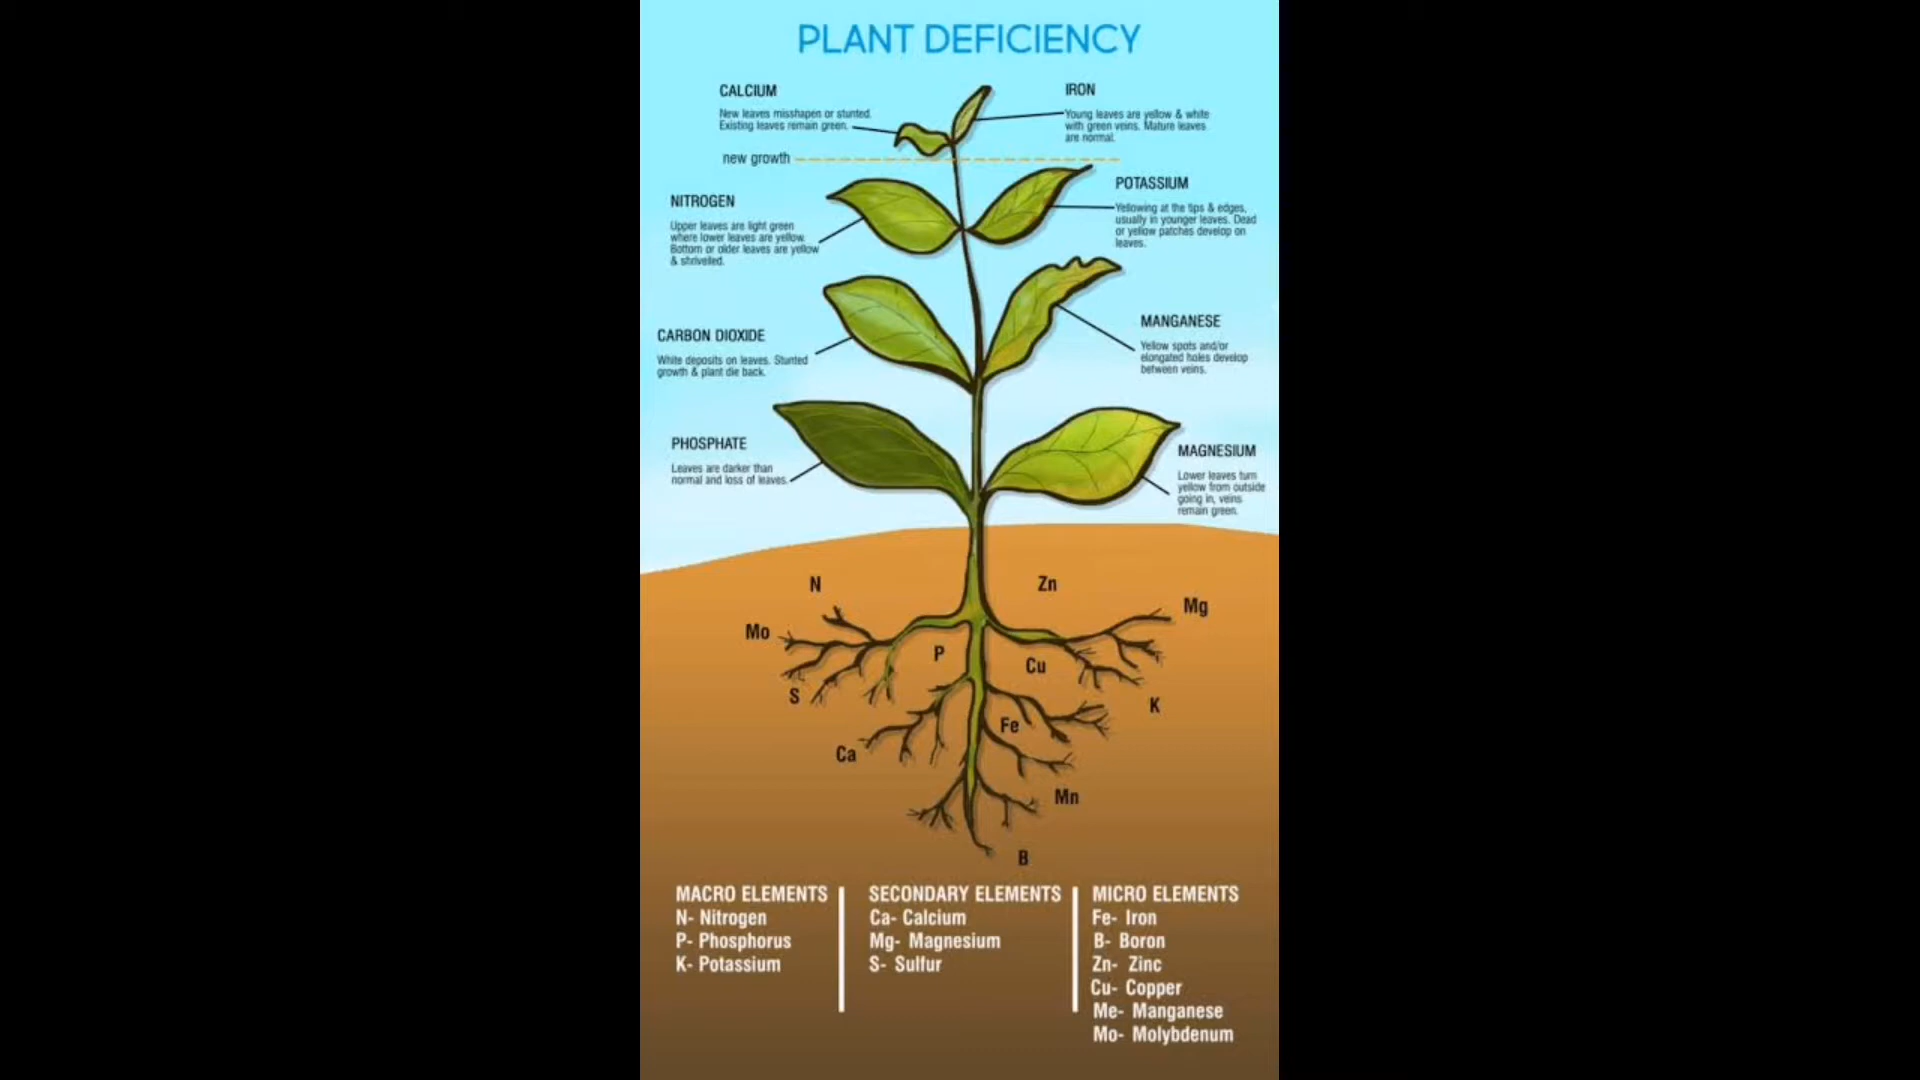 PLANT DEFICIENCY
CALCIUM
New leaves misshapen or stunted.
Existing leaves remain green.
IRON
Young leaves are yellow & white
with green veins. Mature leaves
are normal.
new growth
NITROGEN
Upper leaves are light green
where lower leaves are yellow.
Bottom or older leaves are yellow
& shrivelled.
POTASSIUM
Yellowing at the tips & edges,
usually in younger leaves. Dead
or yellow patches develop on
leaves.
CARBON DIOXIDE
White deposits on leaves. Stunted
growth & plant die back.
MANGANESE
Yellow spots and/or
elongated holes develop
between veins.
PHOSPHATE
Leaves are darker than
normal and loss of leaves.
MAGNESIUM
Lower leaves turn
yellow from outside
going in, veins
remain green.
N
Zn
Mg
Mo
P
Cu
S
K
Fe
Ca
Mn
B
MACRO ELEMENTS
N- Nitrogen
P- Phosphorus
K- Potassium
SECONDARY ELEMENTS
Ca- Calcium
Mg- Magnesium
S- Sulfur
MICRO ELEMENTS
Fe- Iron
B- Boron
Zn- Zinc
Cu- Copper
Me- Manganese
Mo- Molybdenum